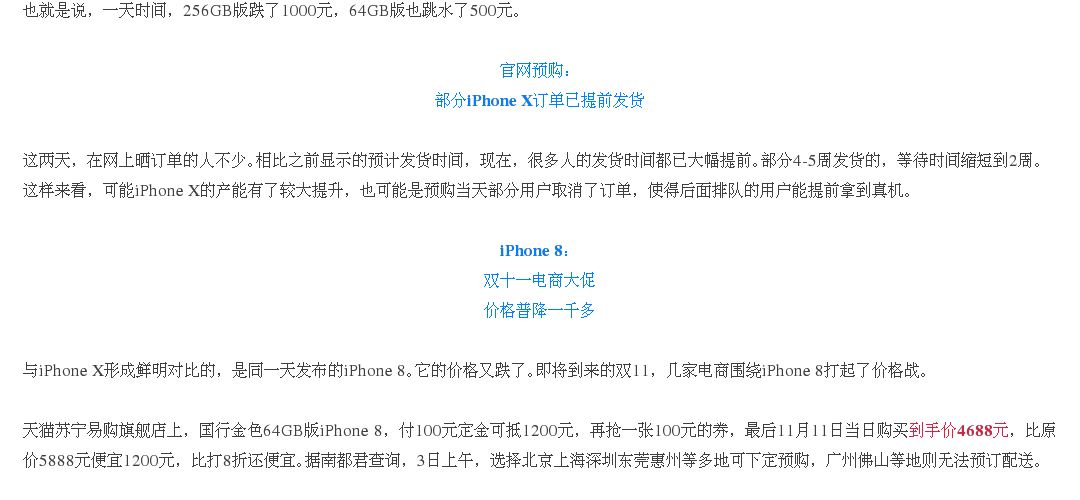 也就是说，一天时间，256GB版跌了1000元，64GB版也跳水了500元。
官网预购：
部分iPhone X订单已提前发货
这两天，在网上晒订单的人不少。相比之前显示的预计发货时间，现在，很多人的发货时间都已大幅提前。部分4-5周发货的，等待时间缩短到2周。
这样来看，可能iPhone X的产能有了较大提升，也可能是预购当天部分用户取消了订单，使得后面排队的用户能提前拿到真机。
iPhone 8：
双十一电商大促
价格普降一千多
与iPhone X形成鲜明对比的，是同一天发布的iPhone 8。它的价格又跌了。即将到来的双11，几家电商围绕iPhone 8打起了价格战。
天猫苏宁易购旗舰店上，国行金色64GB版iPhone 8，付100元定金可抵1200元，再抢一张100元的券，最后11月11日当日购买到手价4688元，比原
价5888元便宜1200元，比打8折还便宜。据南都君查询，3日上午，选择北京上海深圳东莞惠州等多地可下定预购，广州佛山等地则无法预订配送。